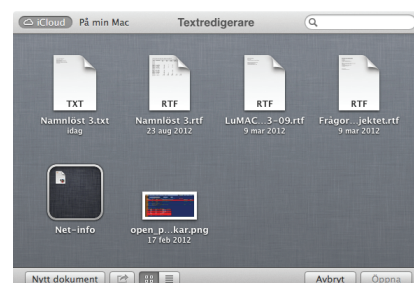 iCloud På min Mac Textredigerare
TXT RTF RTF RTF
Namnlöst 3.txt Namnlöst 3.rtf LuMAC...3-09.rtf Frågor...jektet.rtf
idag 23 aug 2012 9 mar 2012 9 mar 2012
Net-info open_p...kar.png
17 feb 2012
Nytt dokument Avbryt Öppna